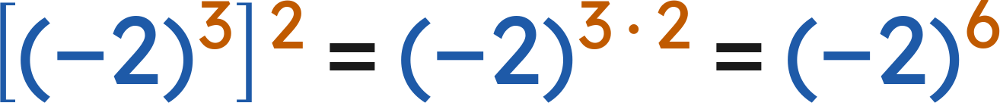 [(−2)³]² = (−2)³ · ² = (−2)⁶